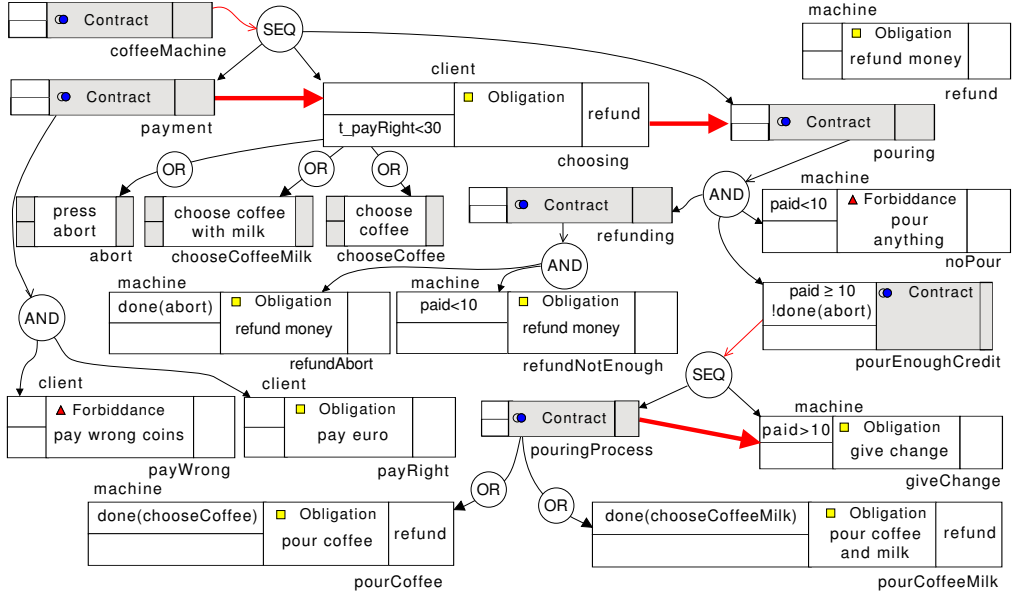 Contract
coffeeMachine
SEQ
machine
Obligation
refund money
refund
Contract
payment
client
Obligation
refund
t_payRight<30
choosing
Contract
pouring
OR
OR
OR
press
abort
abort
choose coffee
with milk
chooseCoffeeMilk
choose
coffee
chooseCoffee
Contract
refunding
AND
machine
paid<10
Forbiddance
pour
anything
noPour
AND
machine
done(abort)
Obligation
refund money
refundAbort
machine
paid<10
Obligation
refund money
refundNotEnough
paid ≥ 10
!done(abort)
Contract
pourEnoughCredit
AND
SEQ
client
Forbiddance
pay wrong coins
payWrong
client
Obligation
pay euro
payRight
Contract
pouringProcess
machine
paid>10
Obligation
give change
giveChange
OR
OR
machine
done(chooseCoffee)
Obligation
pour coffee
refund
pourCoffee
machine
done(chooseCoffeeMilk)
Obligation
pour coffee
and milk
refund
pourCoffeeMilk